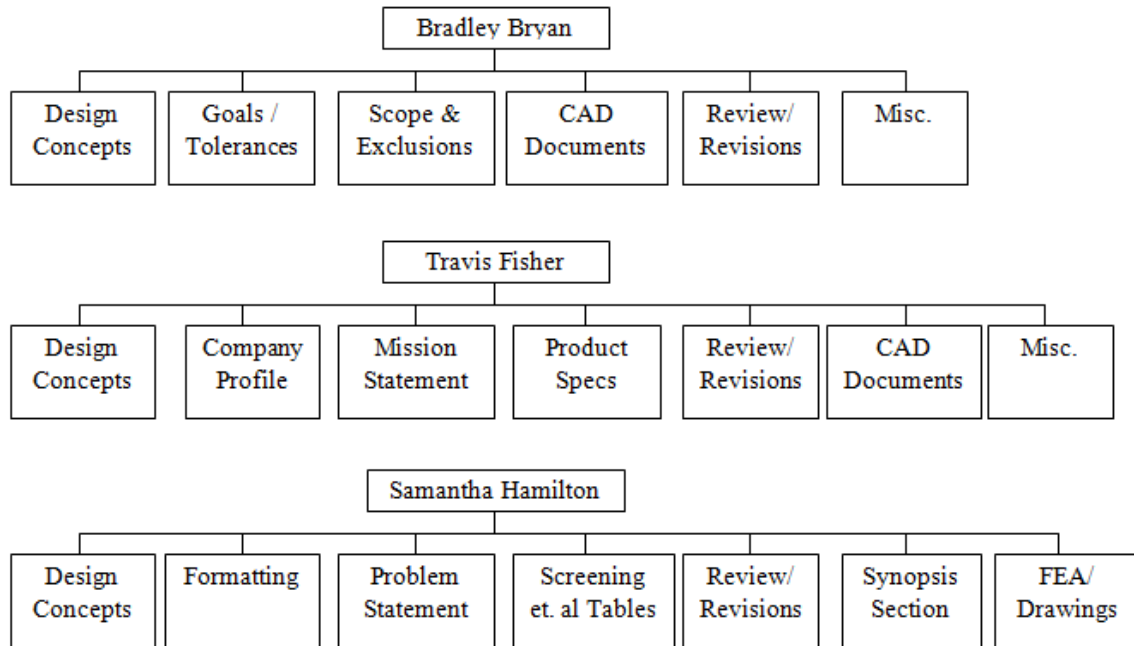 Bradley Bryan
Design
Concepts
Goals /
Tolerances
Scope &
Exclusions
CAD
Documents
Review/
Revisions
Misc.
Travis Fisher
Design
Concepts
Company
Profile
Mission
Statement
Product
Specs
Review/
Revisions
CAD
Documents
Misc.
Samantha Hamilton
Design
Concepts
Formatting
Problem
Statement
Screening
et. al Tables
Review/
Revisions
Synopsis
Section
FEA/
Drawings